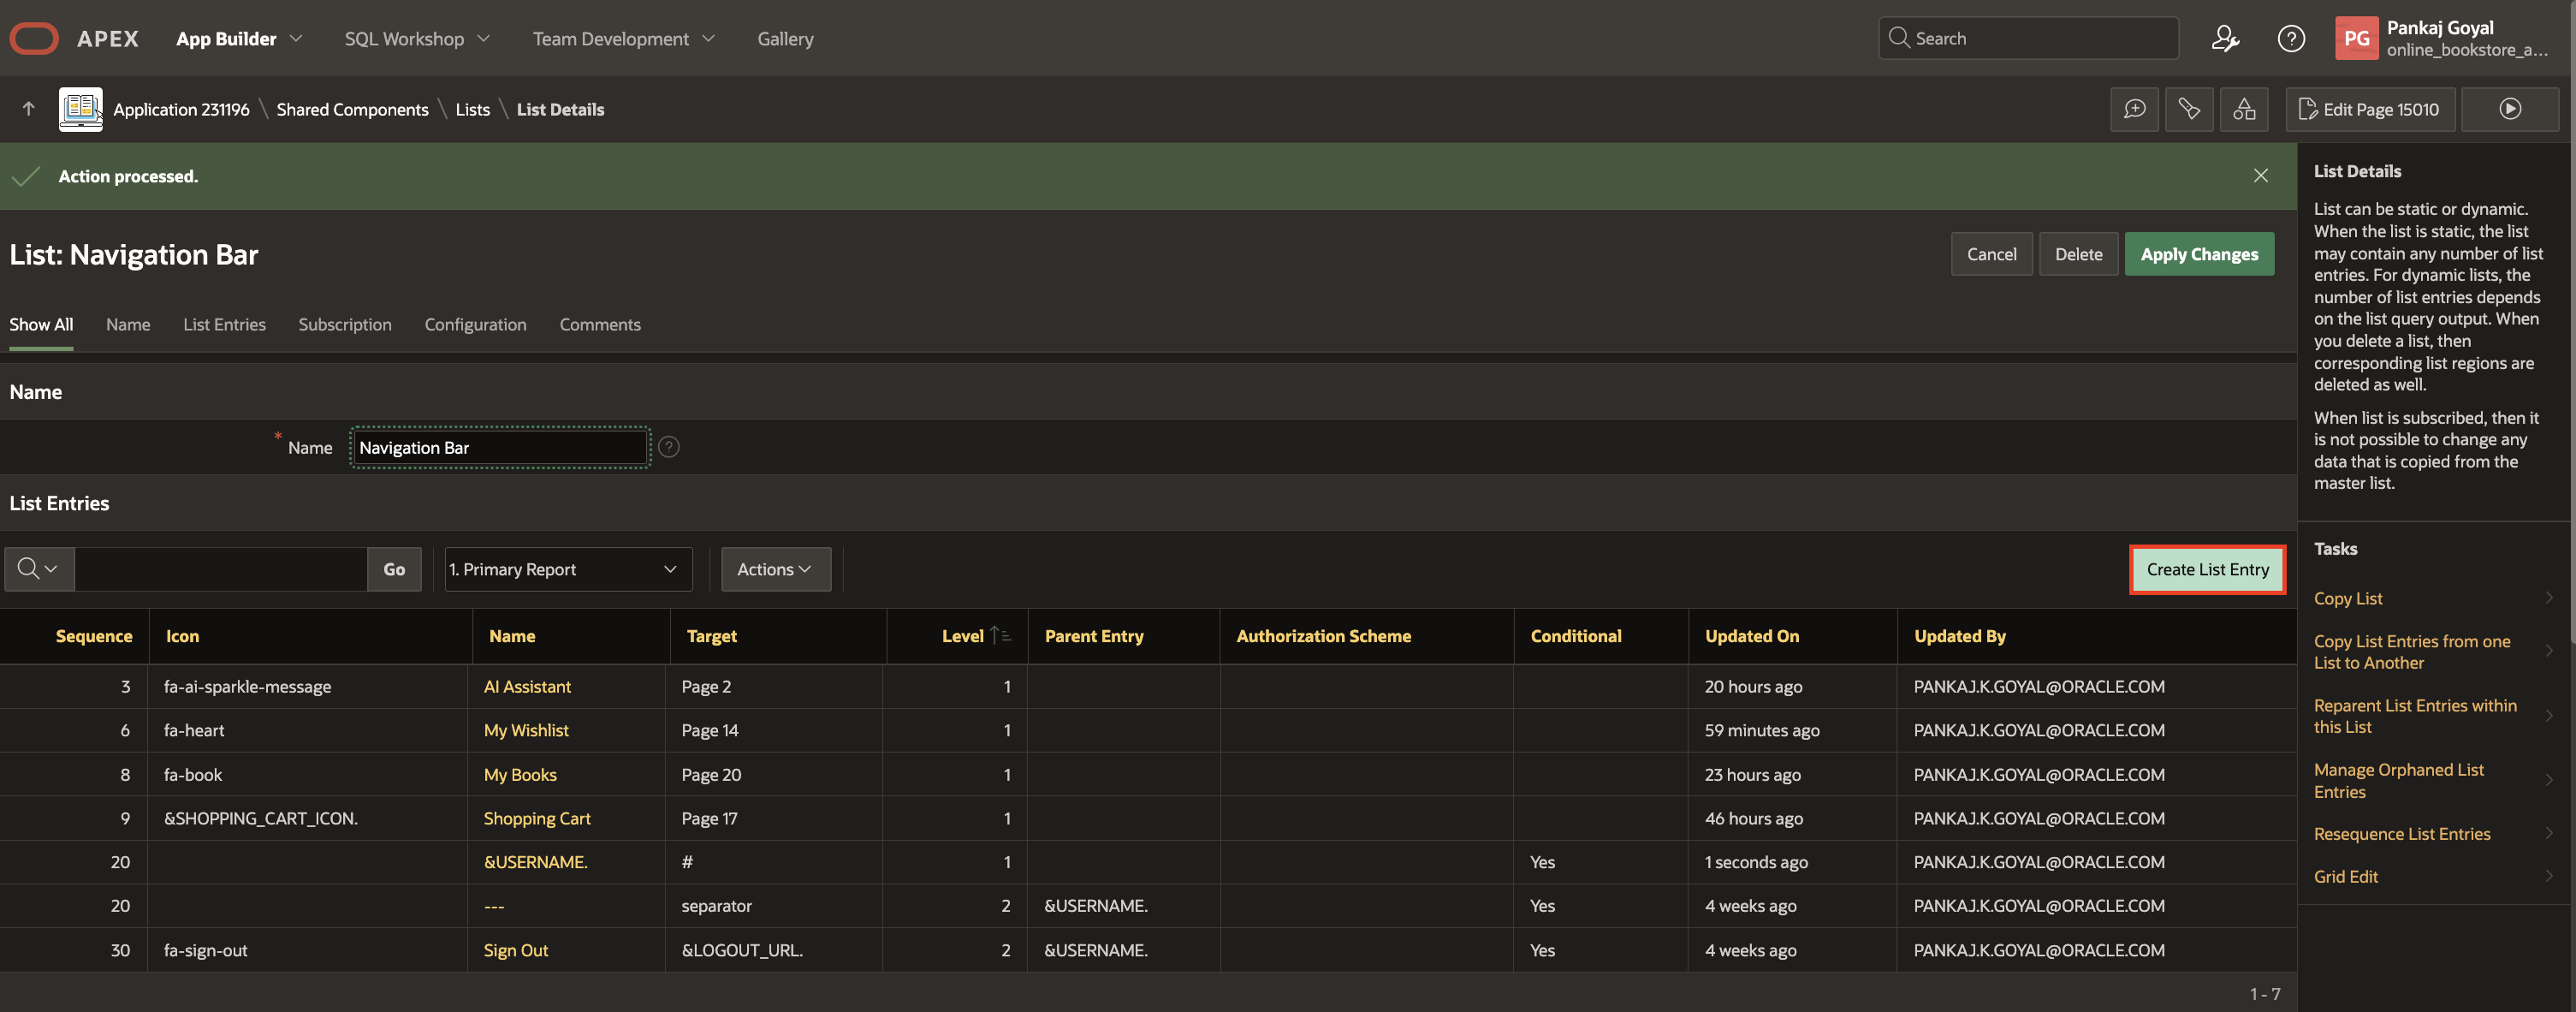 APEX App Builder SQL Workshop Team Development Gallery Search PG Pankaj Goyal
online_bookstore_a...
Application 231196 \ Shared Components \ Lists \ List Details Edit Page 15010
Action processed.
List: Navigation Bar Cancel Delete Apply Changes
Show All Name List Entries Subscription Configuration Comments
Name
* Name Navigation Bar ?
List Entries
Go 1. Primary Report Actions Create List Entry
Sequence Icon Name Target Level Parent Entry Authorization Scheme Conditional Updated On Updated By
3 fa-ai-sparkle-message AI Assistant Page 2 1 20 hours ago PANKAJ.K.GOYAL@ORACLE.COM
6 fa-heart My Wishlist Page 14 1 59 minutes ago PANKAJ.K.GOYAL@ORACLE.COM
8 fa-book My Books Page 20 1 23 hours ago PANKAJ.K.GOYAL@ORACLE.COM
9 &SHOPPING_CART_ICON. Shopping Cart Page 17 1 46 hours ago PANKAJ.K.GOYAL@ORACLE.COM
20 &USERNAME. # 1 Yes 1 seconds ago PANKAJ.K.GOYAL@ORACLE.COM
20 --- separator 2 &USERNAME. Yes 4 weeks ago PANKAJ.K.GOYAL@ORACLE.COM
30 fa-sign-out Sign Out &LOGOUT_URL. 2 &USERNAME. Yes 4 weeks ago PANKAJ.K.GOYAL@ORACLE.COM
1 - 7
List Details
List can be static or dynamic.
When the list is static, the list
may contain any number of list
entries. For dynamic lists, the
number of list entries depends
on the list query output. When
you delete a list, then
corresponding list regions are
deleted as well.
When list is subscribed, then it
is not possible to change any
data that is copied from the
master list.
Tasks
Copy List
Copy List Entries from one
List to Another
Reparent List Entries within
this List
Manage Orphaned List
Entries
Resequence List Entries
Grid Edit